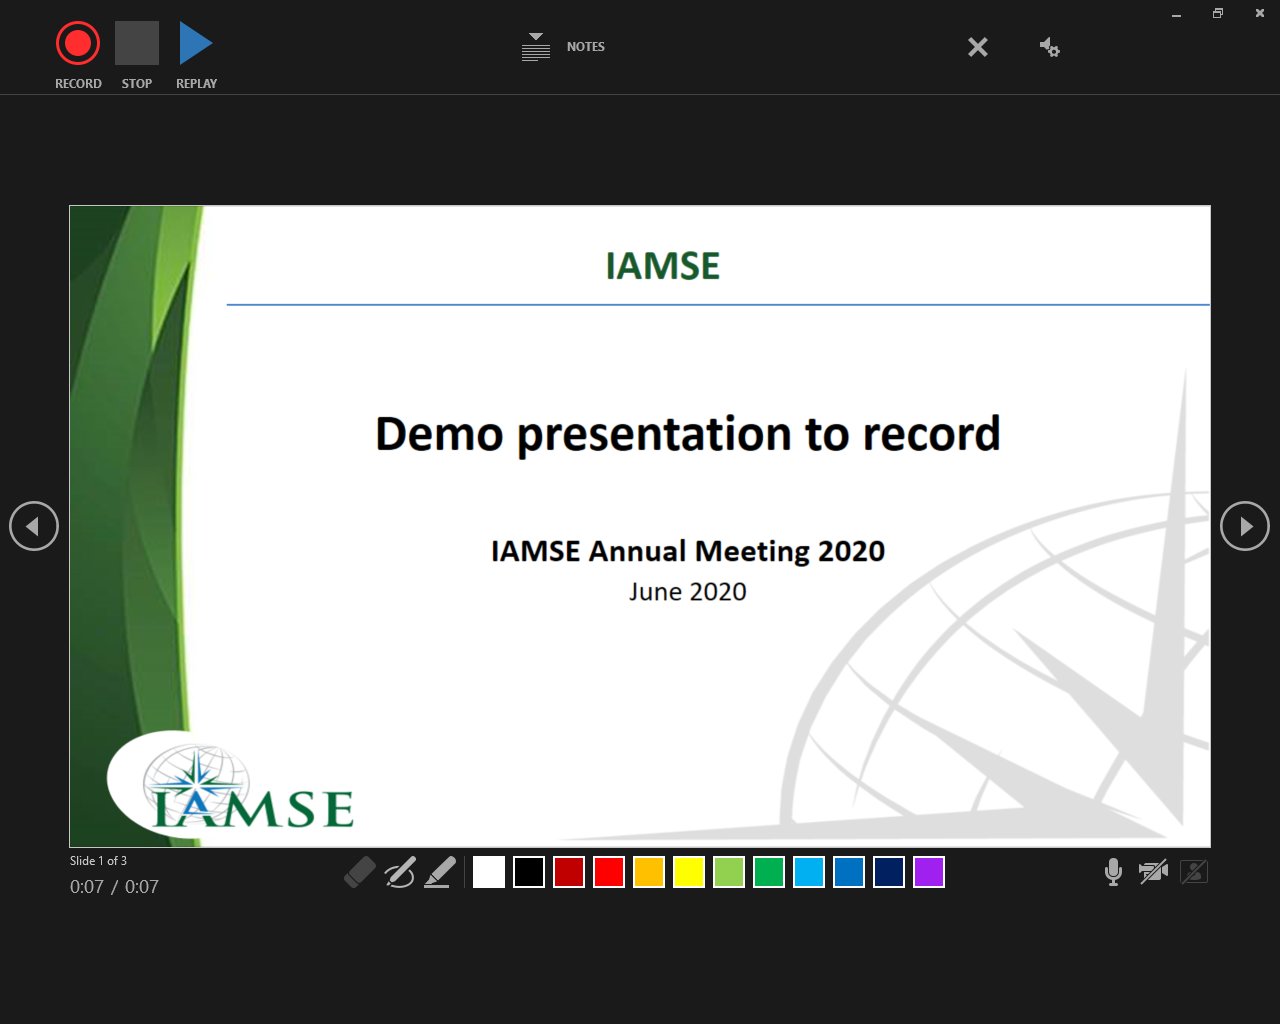 RECORD
STOP
REPLAY
NOTES
IAMSE
Demo presentation to record
IAMSE Annual Meeting 2020
June 2020
IAMSE
Slide 1 of 3
0:07 / 0:07